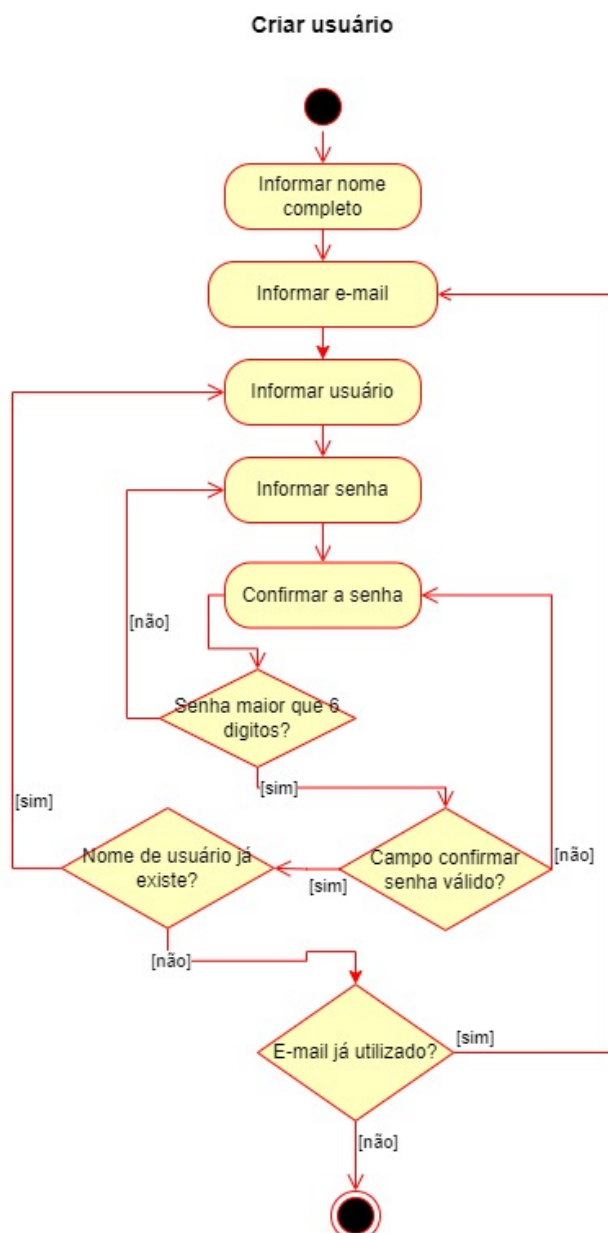 Criar usuário
Informar nome
completo
Informar e-mail
Informar usuário
Informar senha
Confirmar a senha
[não]
Senha maior que 6
digitos?
[sim]
[sim]
Nome de usuário já
existe?
[sim]
Campo confirmar
senha válido?
[não]
[não]
E-mail já utilizado?
[sim]
[não]